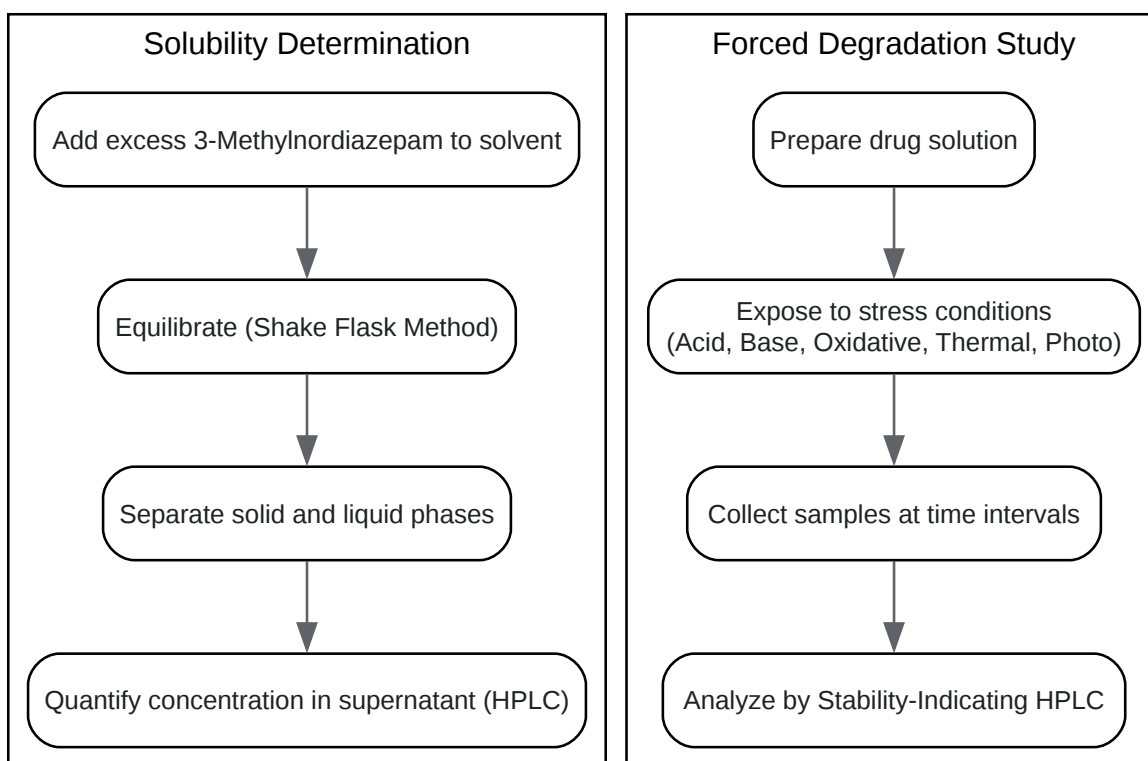 Solubility Determination
Add excess 3-Methylnordiazepam to solvent
Equilibrate (Shake Flask Method)
Separate solid and liquid phases
Quantify concentration in supernatant (HPLC)
Forced Degradation Study
Prepare drug solution
Expose to stress conditions
(Acid, Base, Oxidative, Thermal, Photo)
Collect samples at time intervals
Analyze by Stability-Indicating HPLC